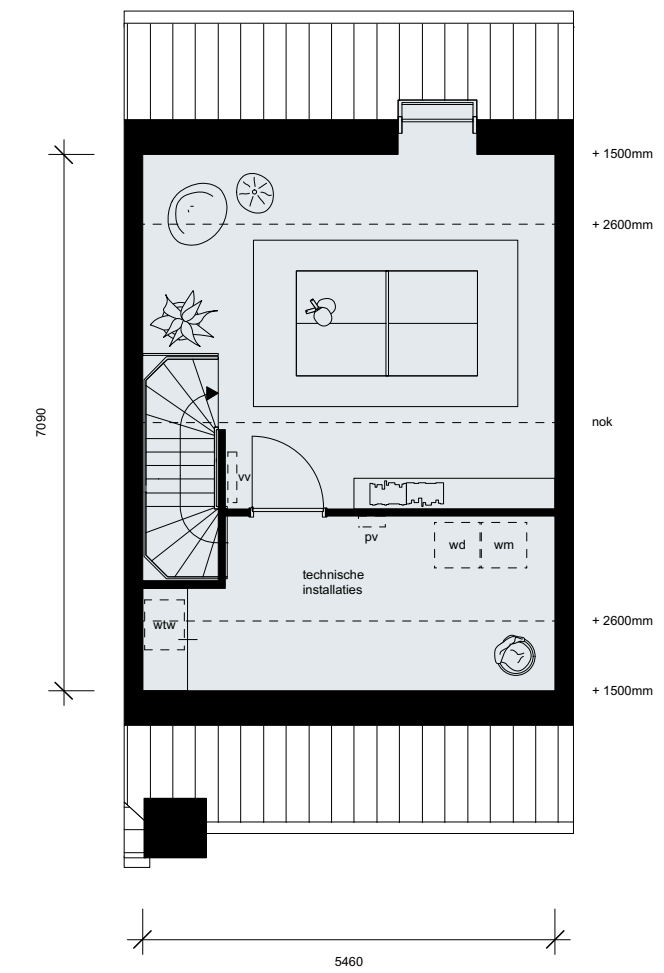 + 1500mm
+ 2600mm
7090
nok
vv
pv
wd
wm
technische
installaties
+ 2600mm
wtw
+ 1500mm
5460